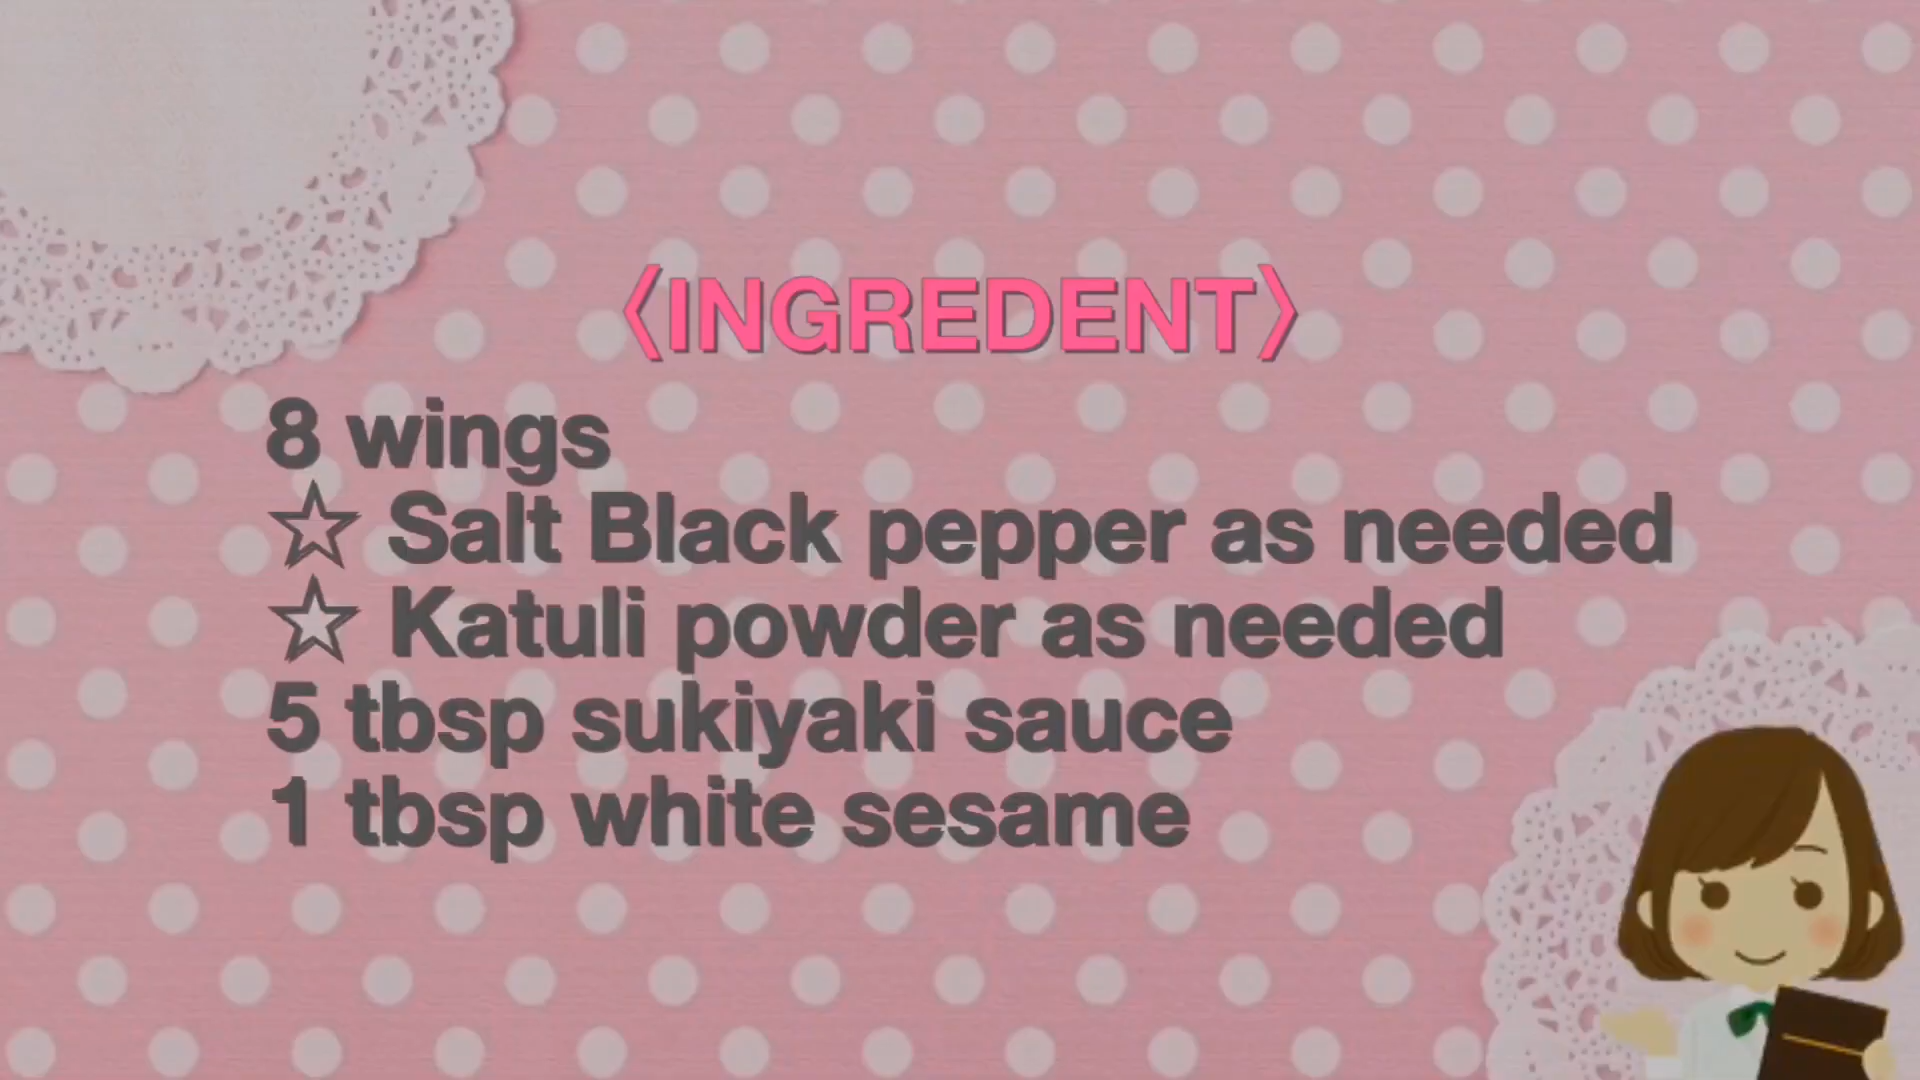 〈INGREDENT〉
8 wings
☆ Salt Black pepper as needed
☆ Katuli powder as needed
5 tbsp sukiyaki sauce
1 tbsp white sesame